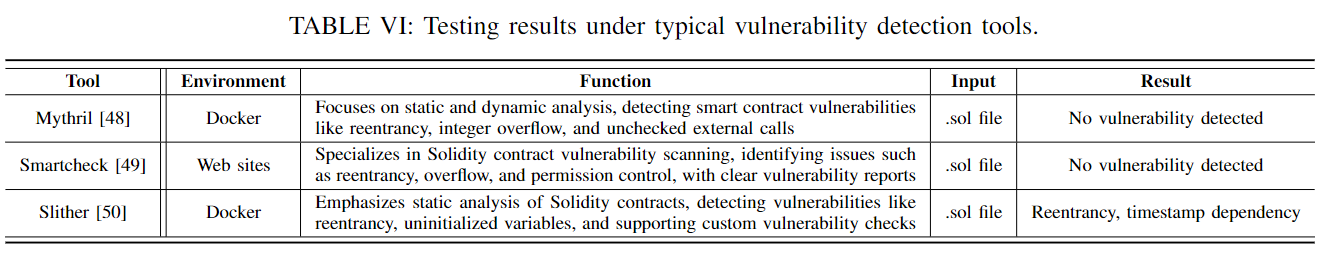 TABLE VI: Testing results under typical vulnerability detection tools.
Tool Environment Function Input Result
Mythril [48] Docker Focuses on static and dynamic analysis, detecting smart contract vulnerabilities like reentrancy, integer overflow, and unchecked external calls .sol file No vulnerability detected
Smartcheck [49] Web sites Specializes in Solidity contract vulnerability scanning, identifying issues such as reentrancy, overflow, and permission control, with clear vulnerability reports .sol file No vulnerability detected
Slither [50] Docker Emphasizes static analysis of Solidity contracts, detecting vulnerabilities like reentrancy, uninitialized variables, and supporting custom vulnerability checks .sol file Reentrancy, timestamp dependency